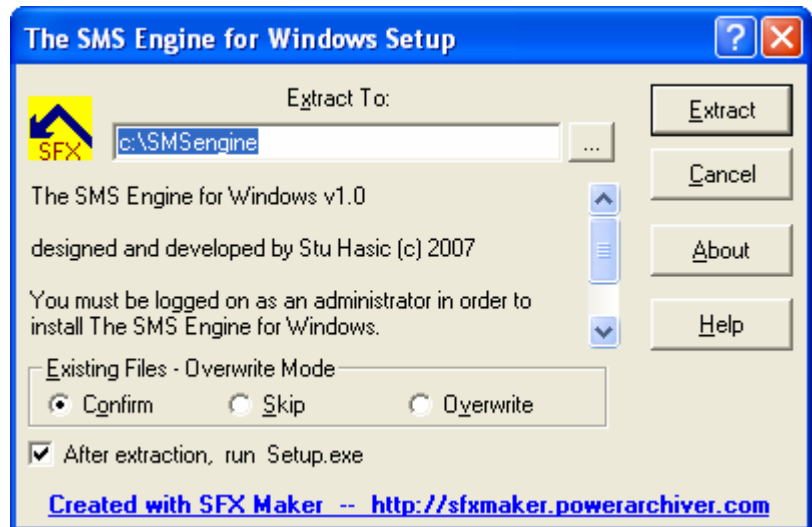 The SMS Engine for Windows Setup
?
Extract To:
SFX
c:\SMSengine
...
Extract
Cancel
About
Help
The SMS Engine for Windows v1.0
designed and developed by Stu Hasic (c) 2007
You must be logged on as an administrator in order to
install The SMS Engine for Windows.
Existing Files - Overwrite Mode
Confirm Skip Overwrite
After extraction, run Setup.exe
Created with SFX Maker -- http://sfxmaker.powerarchiver.com